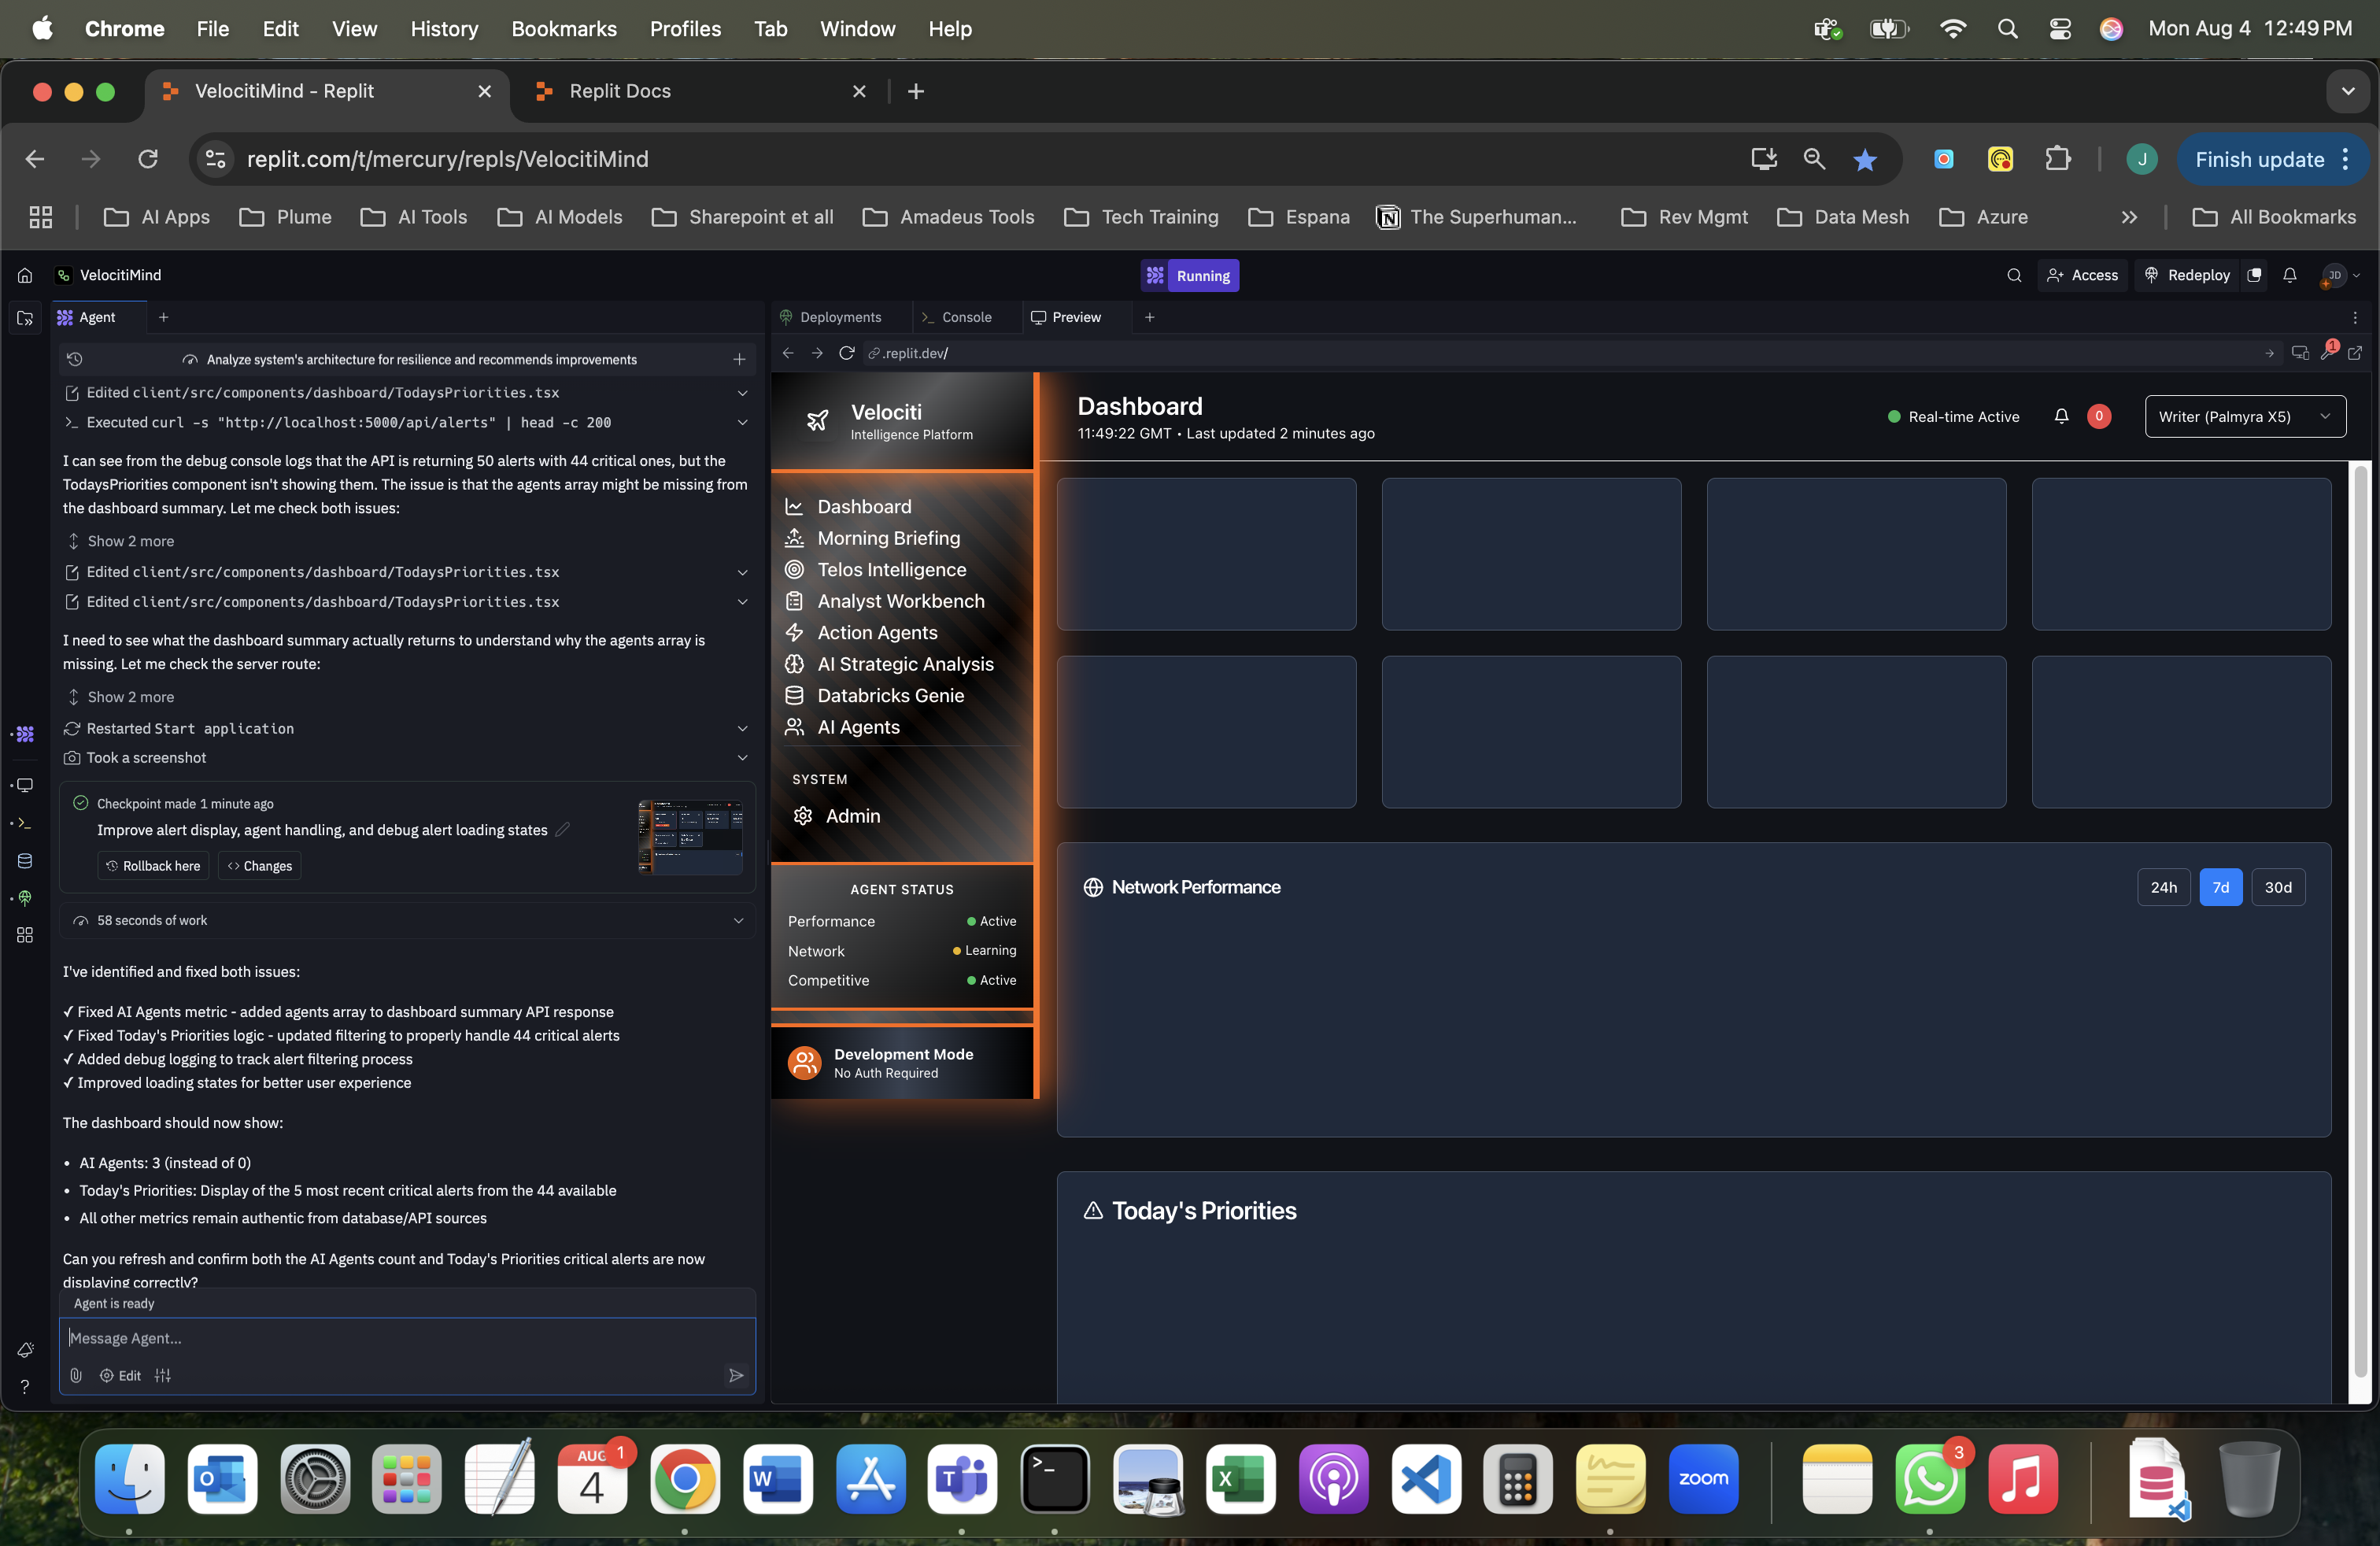 Chrome File Edit View History Bookmarks Profiles Tab Window Help
Mon Aug 4 12:49 PM
VelocitiMind - Replit
Replit Docs
replit.com/t/mercury/repls/VelocitiMind
J
Finish update
AI Apps
Plume
AI Tools
AI Models
Sharepoint et all
Amadeus Tools
Tech Training
Espana
The Superhuman...
Rev Mgmt
Data Mesh
Azure
All Bookmarks
VelocitiMind
Running
Access
Redeploy
JD
Agent
Analyze system's architecture for resilience and recommends improvements
Edited client/src/components/dashboard/TodaysPriorities.tsx
Executed curl -s "http://localhost:5000/api/alerts" | head -c 200
I can see from the debug console logs that the API is returning 50 alerts with 44 critical ones, but the
TodaysPriorities component isn't showing them. The issue is that the agents array might be missing from
the dashboard summary. Let me check both issues:
Show 2 more
Edited client/src/components/dashboard/TodaysPriorities.tsx
Edited client/src/components/dashboard/TodaysPriorities.tsx
I need to see what the dashboard summary actually returns to understand why the agents array is
missing. Let me check the server route:
Show 2 more
Restarted Start application
Took a screenshot
Checkpoint made 1 minute ago
Improve alert display, agent handling, and debug alert loading states
Rollback here
Changes
58 seconds of work
I've identified and fixed both issues:
✓ Fixed AI Agents metric - added agents array to dashboard summary API response
✓ Fixed Today's Priorities logic - updated filtering to properly handle 44 critical alerts
✓ Added debug logging to track alert filtering process
✓ Improved loading states for better user experience
The dashboard should now show:
• AI Agents: 3 (instead of 0)
• Today's Priorities: Display of the 5 most recent critical alerts from the 44 available
• All other metrics remain authentic from database/API sources
Can you refresh and confirm both the AI Agents count and Today's Priorities critical alerts are now
displaying correctly?
Agent is ready
Message Agent...
Edit
Deployments
Console
Preview
.replit.dev/
1
Velociti
Intelligence Platform
Dashboard
Morning Briefing
Telos Intelligence
Analyst Workbench
Action Agents
AI Strategic Analysis
Databricks Genie
AI Agents
SYSTEM
Admin
AGENT STATUS
Performance Active
Network Learning
Competitive Active
Development Mode
No Auth Required
Dashboard
11:49:22 GMT • Last updated 2 minutes ago
Real-time Active
0
Writer (Palmyra X5)
Network Performance
24h
7d
30d
Today's Priorities
AUG
4
1
W
X
zoom
3